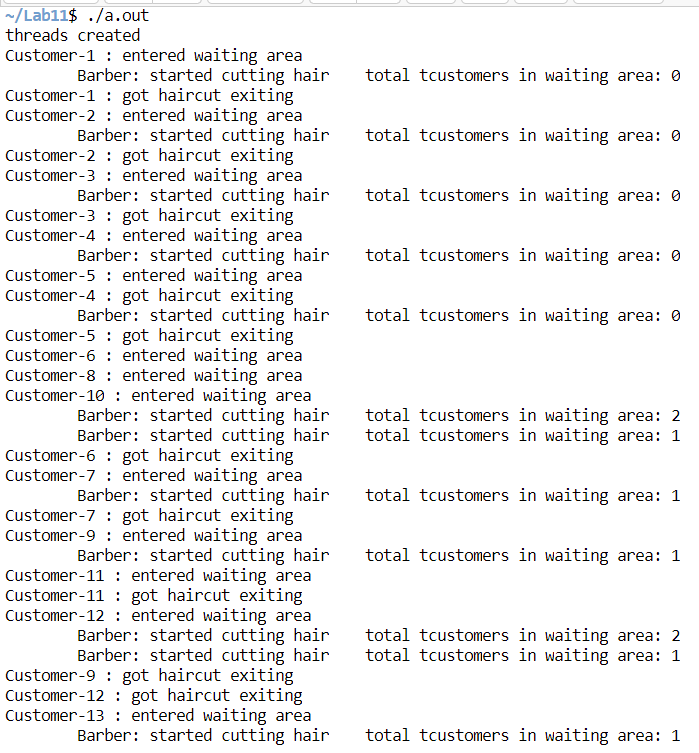 ~/Lab11$ ./a.out
threads created
Customer-1 : entered waiting area
Barber: started cutting hair    total tcustomers in waiting area: 0
Customer-1 : got haircut exiting
Customer-2 : entered waiting area
Barber: started cutting hair    total tcustomers in waiting area: 0
Customer-2 : got haircut exiting
Customer-3 : entered waiting area
Barber: started cutting hair    total tcustomers in waiting area: 0
Customer-3 : got haircut exiting
Customer-4 : entered waiting area
Barber: started cutting hair    total tcustomers in waiting area: 0
Customer-5 : entered waiting area
Customer-4 : got haircut exiting
Barber: started cutting hair    total tcustomers in waiting area: 0
Customer-5 : got haircut exiting
Customer-6 : entered waiting area
Customer-8 : entered waiting area
Customer-10 : entered waiting area
Barber: started cutting hair    total tcustomers in waiting area: 2
Barber: started cutting hair    total tcustomers in waiting area: 1
Customer-6 : got haircut exiting
Customer-7 : entered waiting area
Barber: started cutting hair    total tcustomers in waiting area: 1
Customer-7 : got haircut exiting
Customer-9 : entered waiting area
Barber: started cutting hair    total tcustomers in waiting area: 1
Customer-11 : entered waiting area
Customer-11 : got haircut exiting
Customer-12 : entered waiting area
Barber: started cutting hair    total tcustomers in waiting area: 2
Barber: started cutting hair    total tcustomers in waiting area: 1
Customer-9 : got haircut exiting
Customer-12 : got haircut exiting
Customer-13 : entered waiting area
Barber: started cutting hair    total tcustomers in waiting area: 1